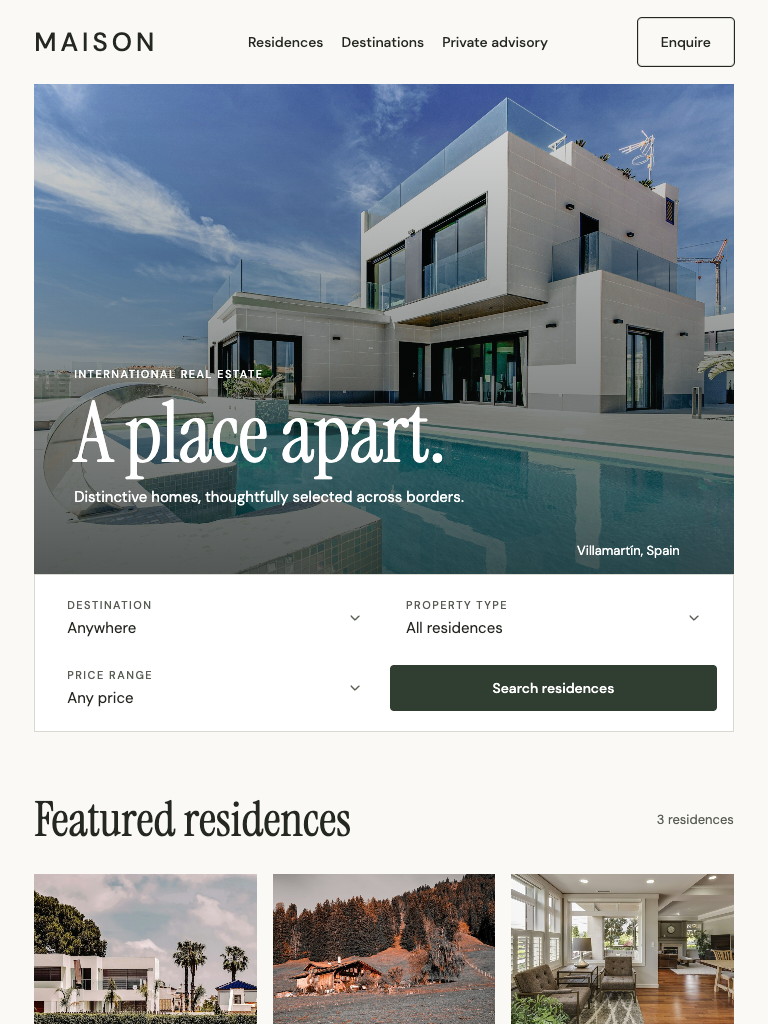 MAISON
Residences
Destinations
Private advisory
Enquire
INTERNATIONAL REAL ESTATE
A place apart.
Distinctive homes, thoughtfully selected across borders.
Villamartín, Spain
DESTINATION
Anywhere
PROPERTY TYPE
All residences
PRICE RANGE
Any price
Search residences
Featured residences
3 residences